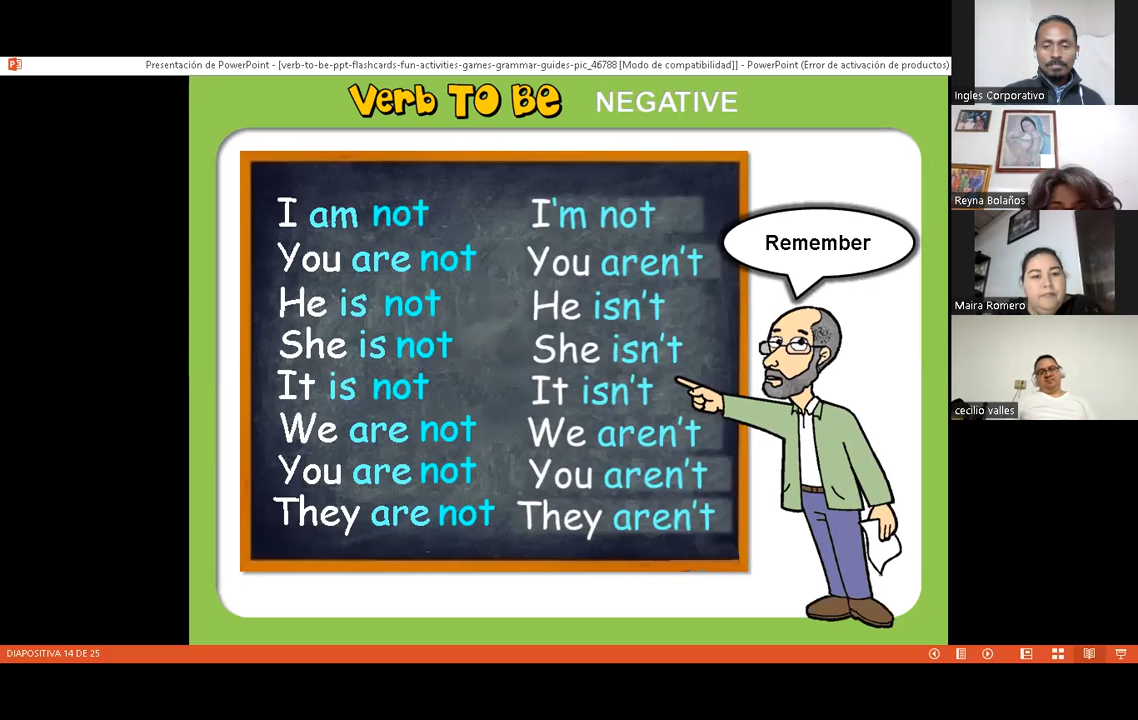 Presentación de PowerPoint - [verb-to-be-ppt-flashcards-fun-activities-games-grammar-guides-pic_46788 [Modo de compatibilidad]] - PowerPoint (Error de activación de productos)
Verb TO BE NEGATIVE
I am not I'm not
You are not You aren't
He is not He isn't
She is not She isn't
It is not It isn't
We are not We aren't
You are not You aren't
They are not They aren't
Remember
Ingles Corporativo
Reyna Bolaños
Maira Romero
cecilio valles
DIAPOSITIVA 14 DE 25